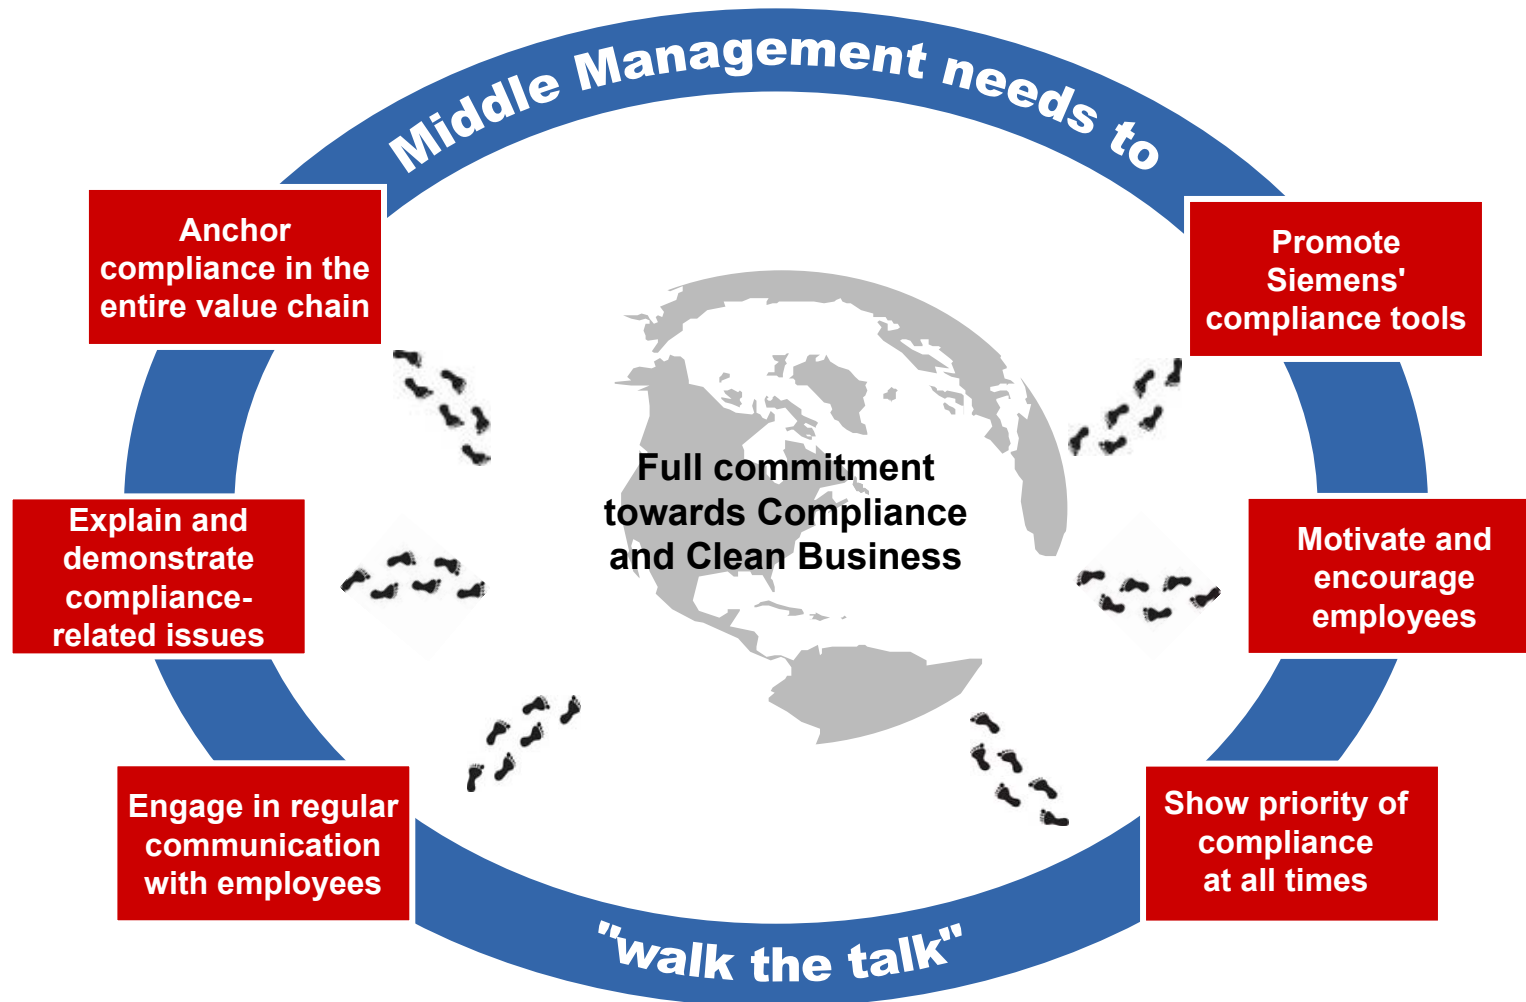 Middle Management needs to
Anchor
compliance in the
entire value chain
Promote
Siemens'
compliance tools
Full commitment
towards Compliance
and Clean Business
Explain and
demonstrate
compliance-
related issues
Motivate and
encourage
employees
Engage in regular
communication
with employees
Show priority of
compliance
at all times
"walk the talk"